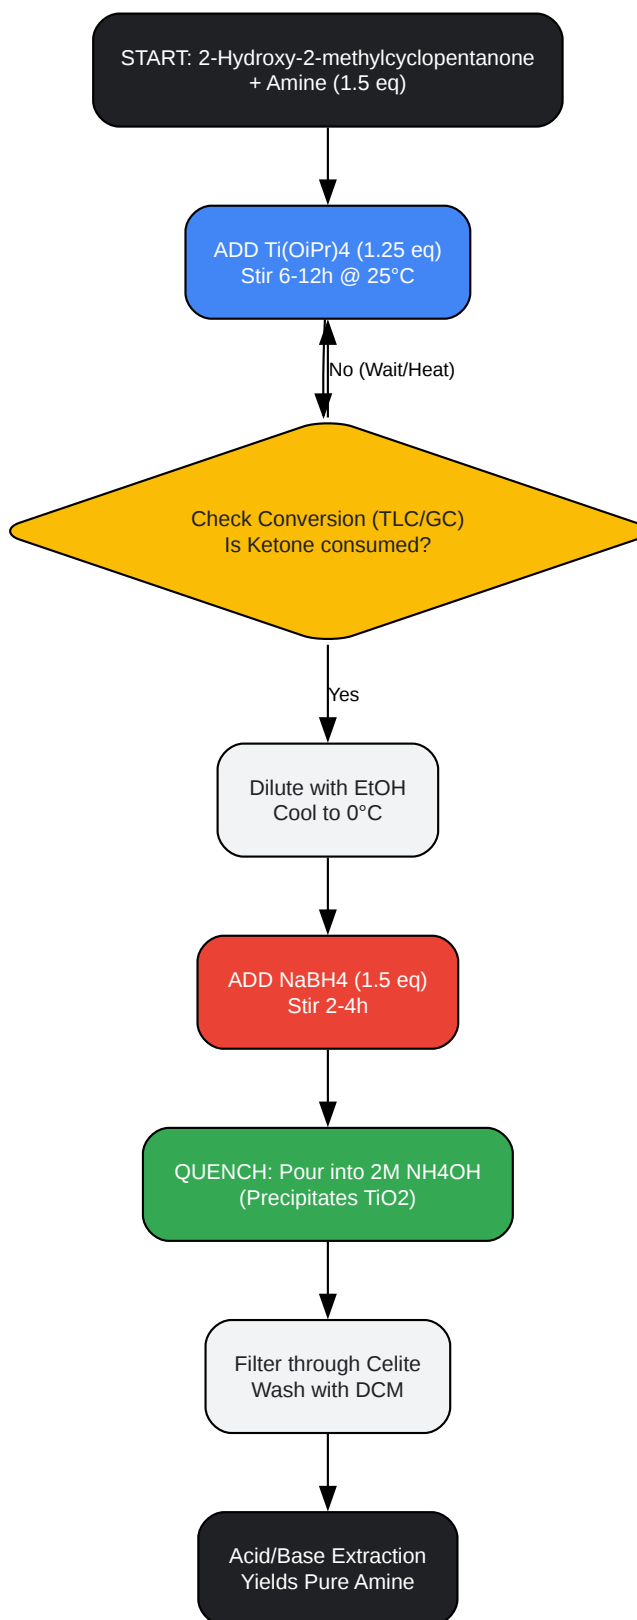 START: 2-Hydroxy-2-methylcyclopentanone
+ Amine (1.5 eq)
ADD Ti(OiPr)4 (1.25 eq)
Stir 6-12h @ 25°C
No (Wait/Heat)
Check Conversion (TLC/GC)
Is Ketone consumed?
Yes
Dilute with EtOH
Cool to 0°C
ADD NaBH4 (1.5 eq)
Stir 2-4h
QUENCH: Pour into 2M NH4OH
(Precipitates TiO2)
Filter through Celite
Wash with DCM
Acid/Base Extraction
Yields Pure Amine